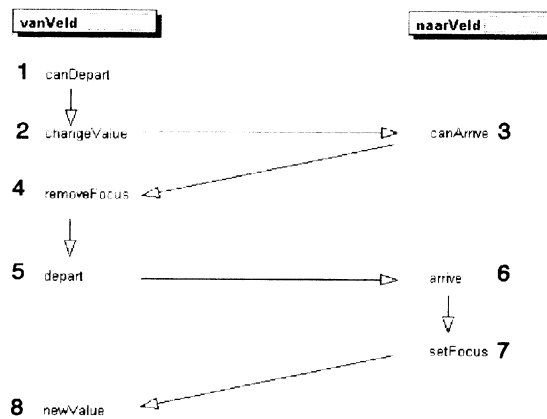 vanVeld naarVeld
1 canDepart
2 changeValue canArrive 3
4 removeFocus
5 depart arrive 6
setFocus 7
8 newValue